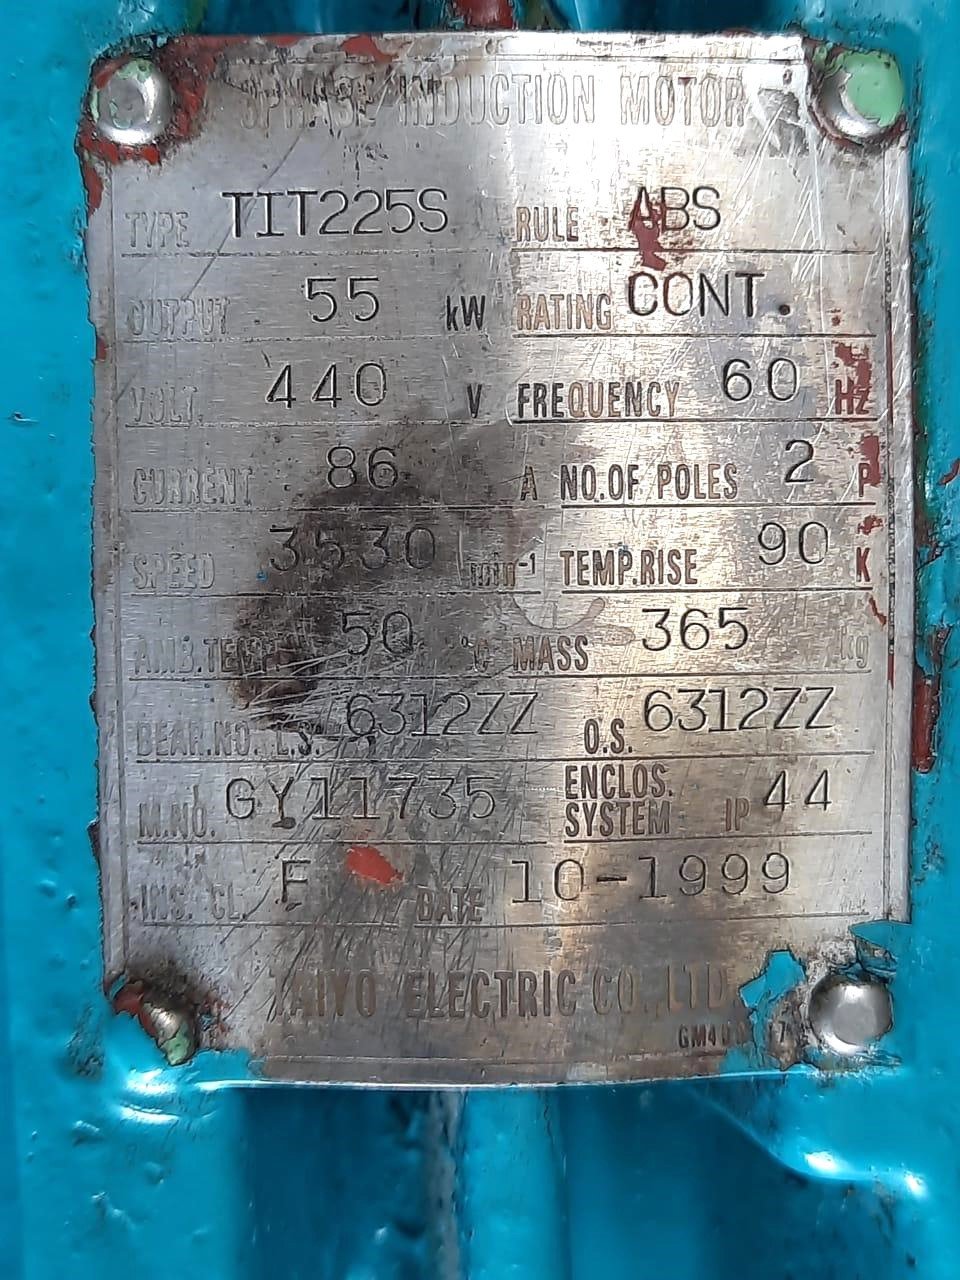 3PHASE INDUCTION MOTOR
TYPE TIT225S RULE ABS
OUTPUT 55 kW RATING CONT.
VOLT. 440 V FREQUENCY 60 Hz
CURRENT 86 A NO.OF POLES 2 P
SPEED 3530 min⁻¹ TEMP.RISE 90 K
AMB.TEMP. 50 °C MASS 365 kg
BEAR.NO. L.S. 6312ZZ O.S. 6312ZZ
M.NO. GY11735 ENCLOS. SYSTEM IP 44
INS. CL. F DATE 10-1999
TAIYO ELECTRIC CO.,LTD.